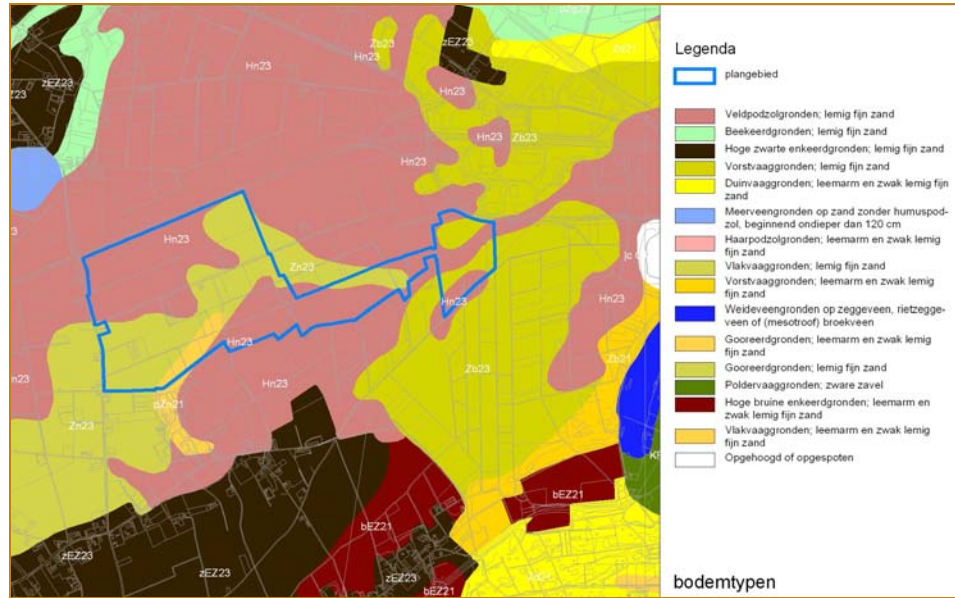 zEZ23
Hn23
Zb23
Hn23
zEZ23
Zd21
Hn23
Hn23
Hn23
Zb23
Hn23
Zn23
Hn23
Hn23
Hn23
Hn23
Zb21
Zb23
pZn21
Zn23
bEZ21
bEZ21
zEZ23
zEZ23
zEZ23
bEZ21
Legenda
plangebied
Veldpodzolgronden; lemig fijn zand
Beekeerdgronden; lemig fijn zand
Hoge zwarte enkeerdgronden; lemig fijn zand
Vorstvaaggronden; lemig fijn zand
Duinvaaggronden; leemarm en zwak lemig fijn
zand
Meerveengronden op zand zonder humuspod-
zol, beginnend ondieper dan 120 cm
Haarpodzolgronden; leemarm en zwak lemig
fijn zand
Vlakvaaggronden; lemig fijn zand
Vorstvaaggronden; leemarm en zwak lemig
fijn zand
Weideveengronden op zeggeveen, rietzegge-
veen of (mesotroof) broekveen
Gooreerdgronden; leemarm en zwak lemig
fijn zand
Gooreerdgronden; lemig fijn zand
Poldervaaggronden; zware zavel
Hoge bruine enkeerdgronden; leemarm en
zwak lemig fijn zand
Vlakvaaggronden; leemarm en zwak lemig
fijn zand
Opgehoogd of opgespoten
bodemtypen